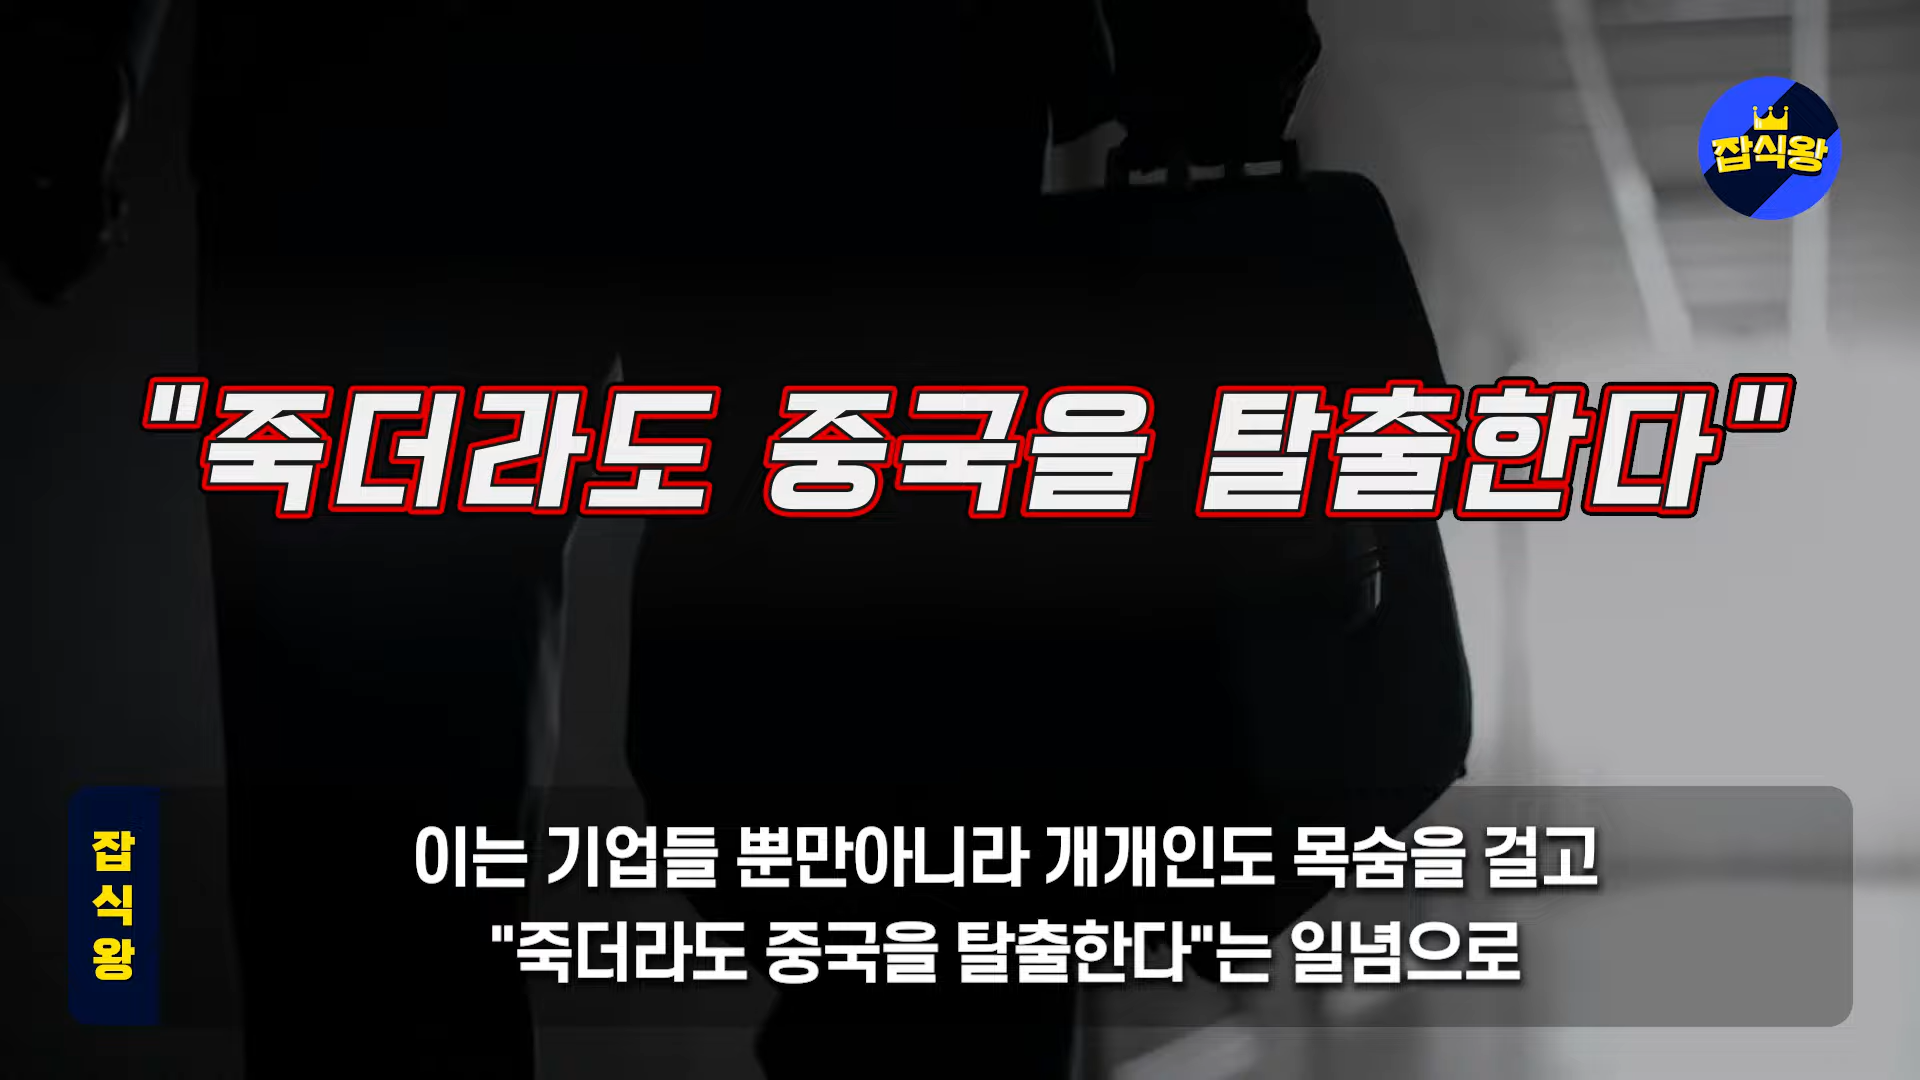 잡식왕
"죽더라도 중국을 탈출한다"
잡식왕
이는 기업들 뿐만아니라 개개인도 목숨을 걸고
"죽더라도 중국을 탈출한다"는 일념으로